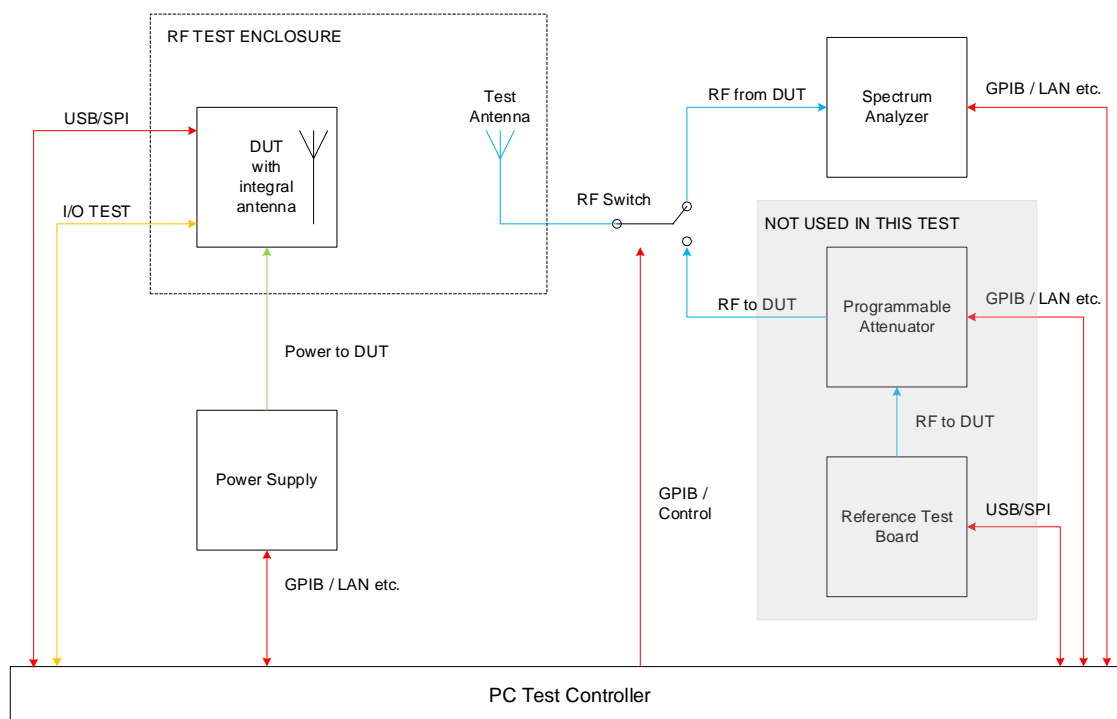 RF TEST ENCLOSURE
USB/SPI
I/O TEST
DUT
with
integral
antenna
Test
Antenna
RF from DUT
Spectrum
Analyzer
GPIB / LAN etc.
RF Switch
NOT USED IN THIS TEST
RF to DUT
Programmable
Attenuator
GPIB / LAN etc.
Power to DUT
RF to DUT
Power Supply
GPIB /
Control
Reference Test
Board
USB/SPI
GPIB / LAN etc.
PC Test Controller